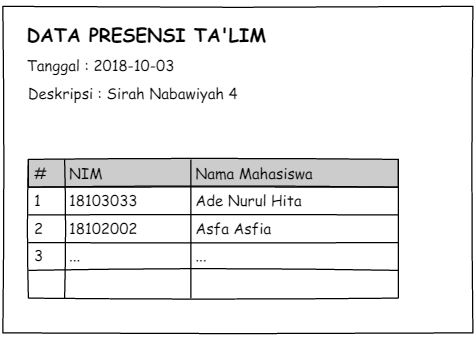 DATA PRESENSI TA'LIM
Tanggal : 2018-10-03
Deskripsi : Sirah Nabawiyah 4
# NIM Nama Mahasiswa
1 18103033 Ade Nurul Hita
2 18102002 Asfa Asfia
3 ... ...